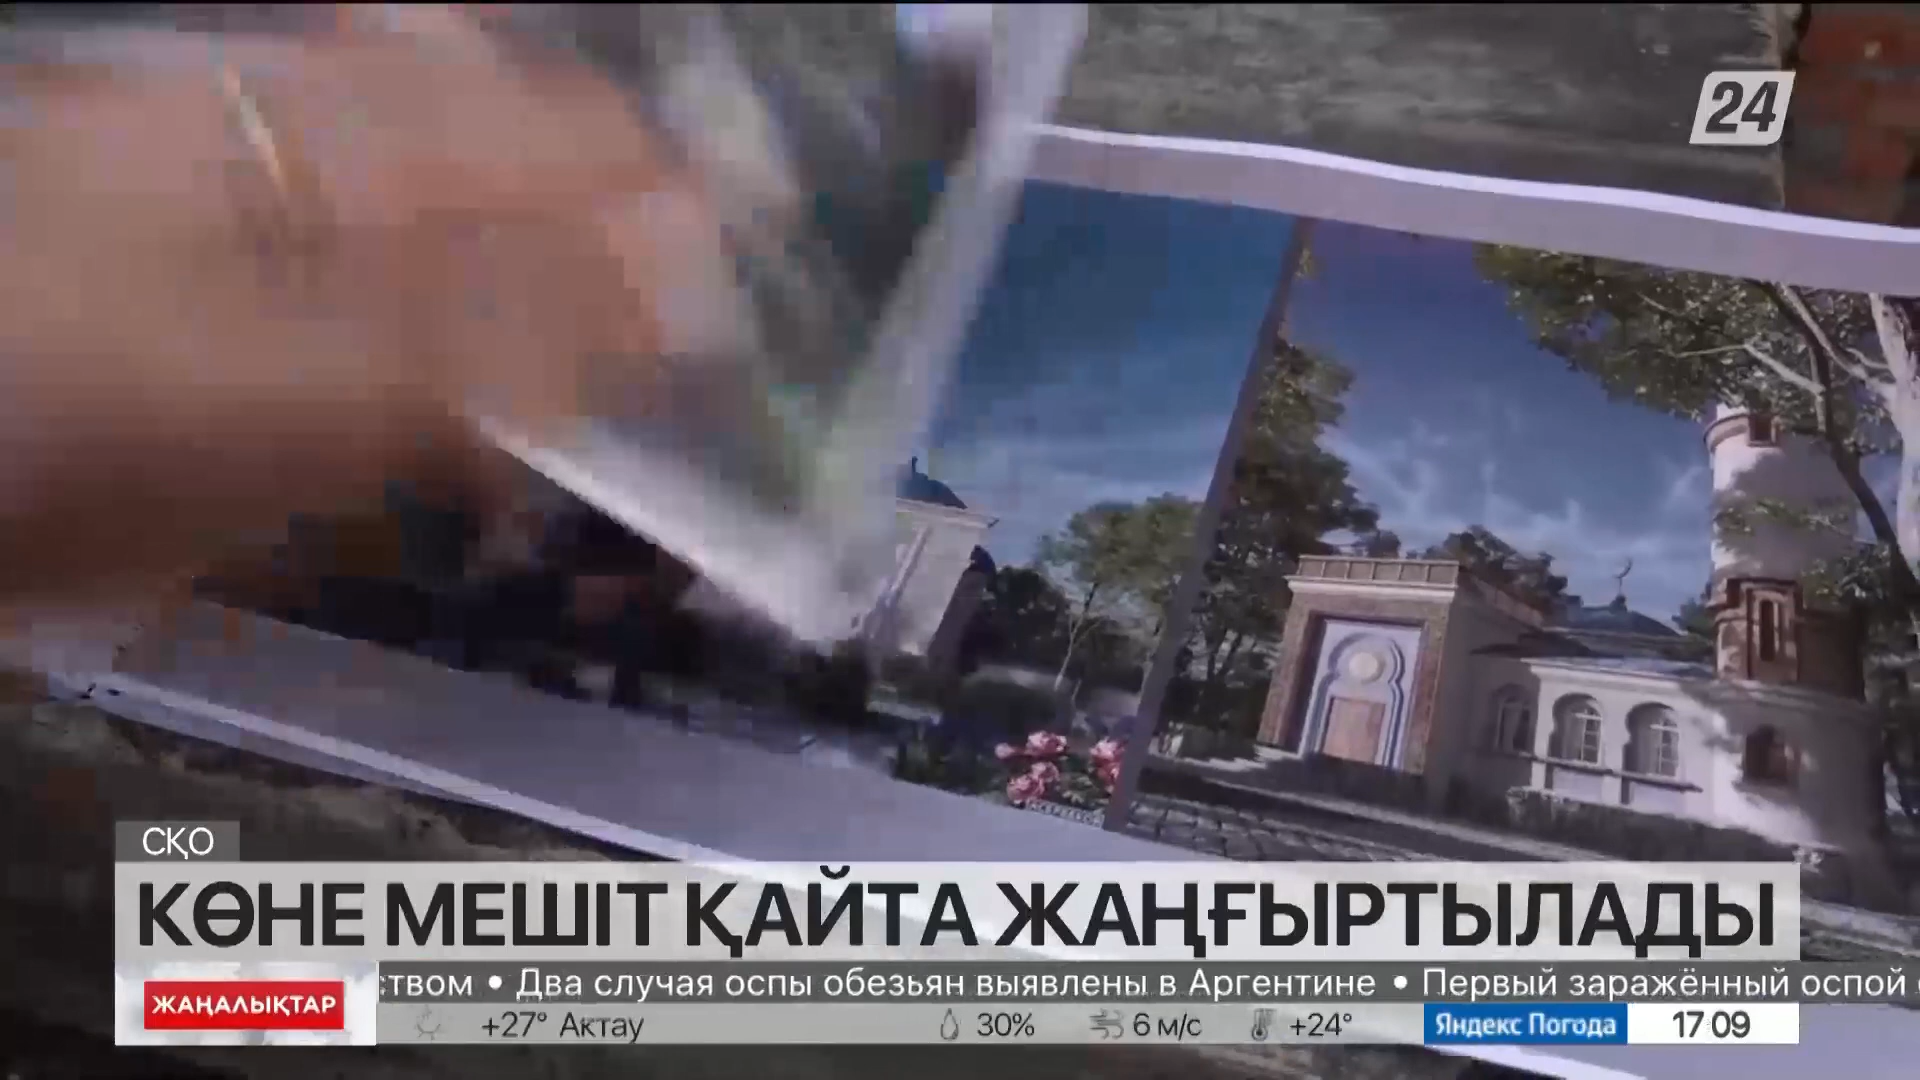 24
СҚО
КӨНЕ МЕШІТ ҚАЙТА ЖАҢҒЫРТЫЛАДЫ
ЖАҢАЛЫҚТАР
ством • Два случая оспы обезьян выявлены в Аргентине • Первый заражённый оспой
+27° Актау 30% 6 м/с +24° Яндекс Погода 17 09